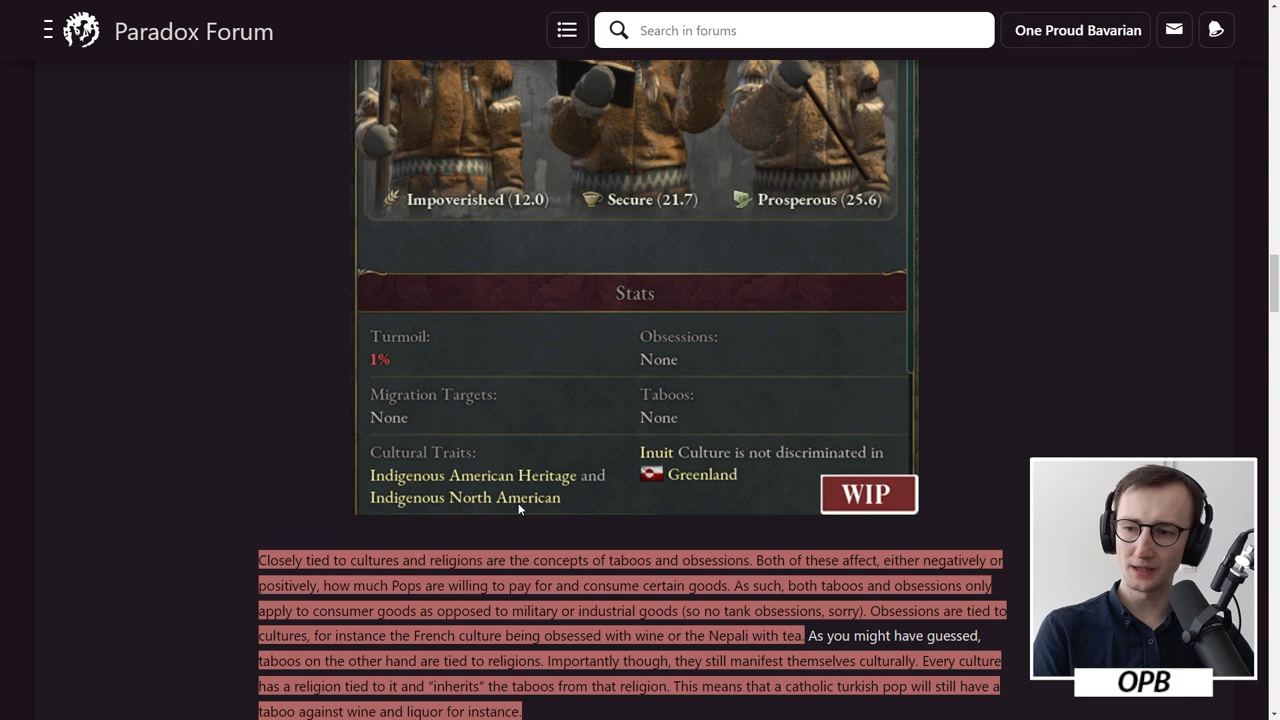 Paradox Forum
Search in forums
One Proud Bavarian
Impoverished (12.0)
Secure (21.7)
Prosperous (25.6)
Stats
Turmoil:
1%
Obsessions:
None
Migration Targets:
None
Taboos:
None
Cultural Traits:
Indigenous American Heritage and
Indigenous North American
Inuit Culture is not discriminated in
Greenland
WIP
Closely tied to cultures and religions are the concepts of taboos and obsessions. Both of these affect, either negatively or
positively, how much Pops are willing to pay for and consume certain goods. As such, both taboos and obsessions only
apply to consumer goods as opposed to military or industrial goods (so no tank obsessions, sorry). Obsessions are tied to
cultures, for instance the French culture being obsessed with wine or the Nepali with tea. As you might have guessed,
taboos on the other hand are tied to religions. Importantly though, they still manifest themselves culturally. Every culture
has a religion tied to it and “inherits” the taboos from that religion. This means that a catholic turkish pop will still have a
taboo against wine and liquor for instance.
OPB